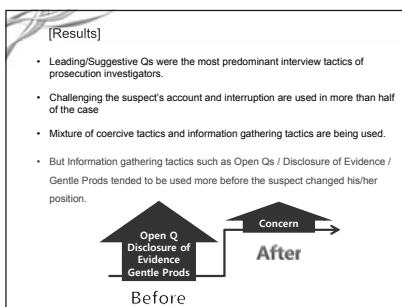 [Results]
• Leading/Suggestive Qs were the most predominant interview tactics of
prosecution investigators.
• Challenging the suspect's account and interruption are used in more than half
of the case
• Mixture of coercive tactics and information gathering tactics are being used.
• But Information gathering tactics such as Open Qs / Disclosure of Evidence /
Gentle Prods tended to be used more before the suspect changed his/her
position.
Open Q
Disclosure of
Evidence
Gentle Prods
Before
Concern
After